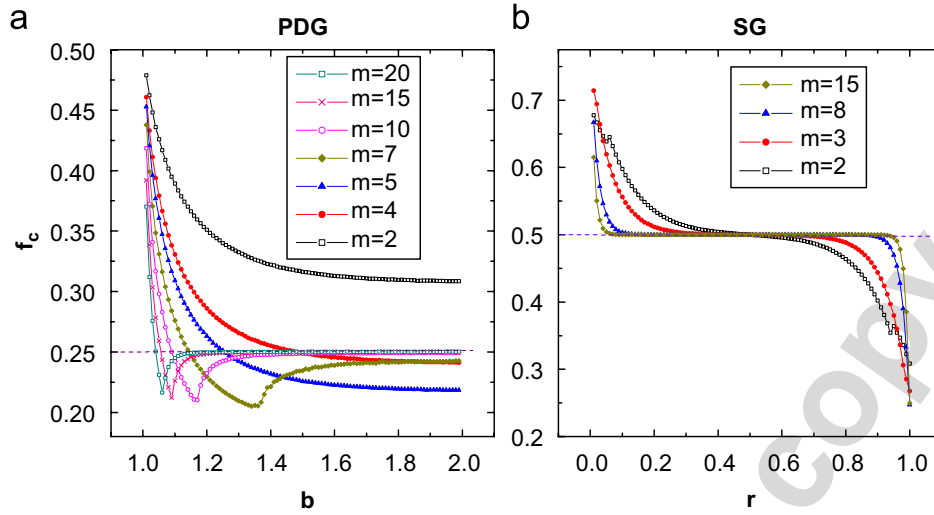 a
PDG
f_c
0.50
0.45
0.40
0.35
0.30
0.25
0.20
m=20
m=15
m=10
m=7
m=5
m=4
m=2
1.0 1.2 1.4 1.6 1.8 2.0
b
b
SG
0.7
0.6
0.5
0.4
0.3
0.2
m=15
m=8
m=3
m=2
0.0 0.2 0.4 0.6 0.8 1.0
r
copy